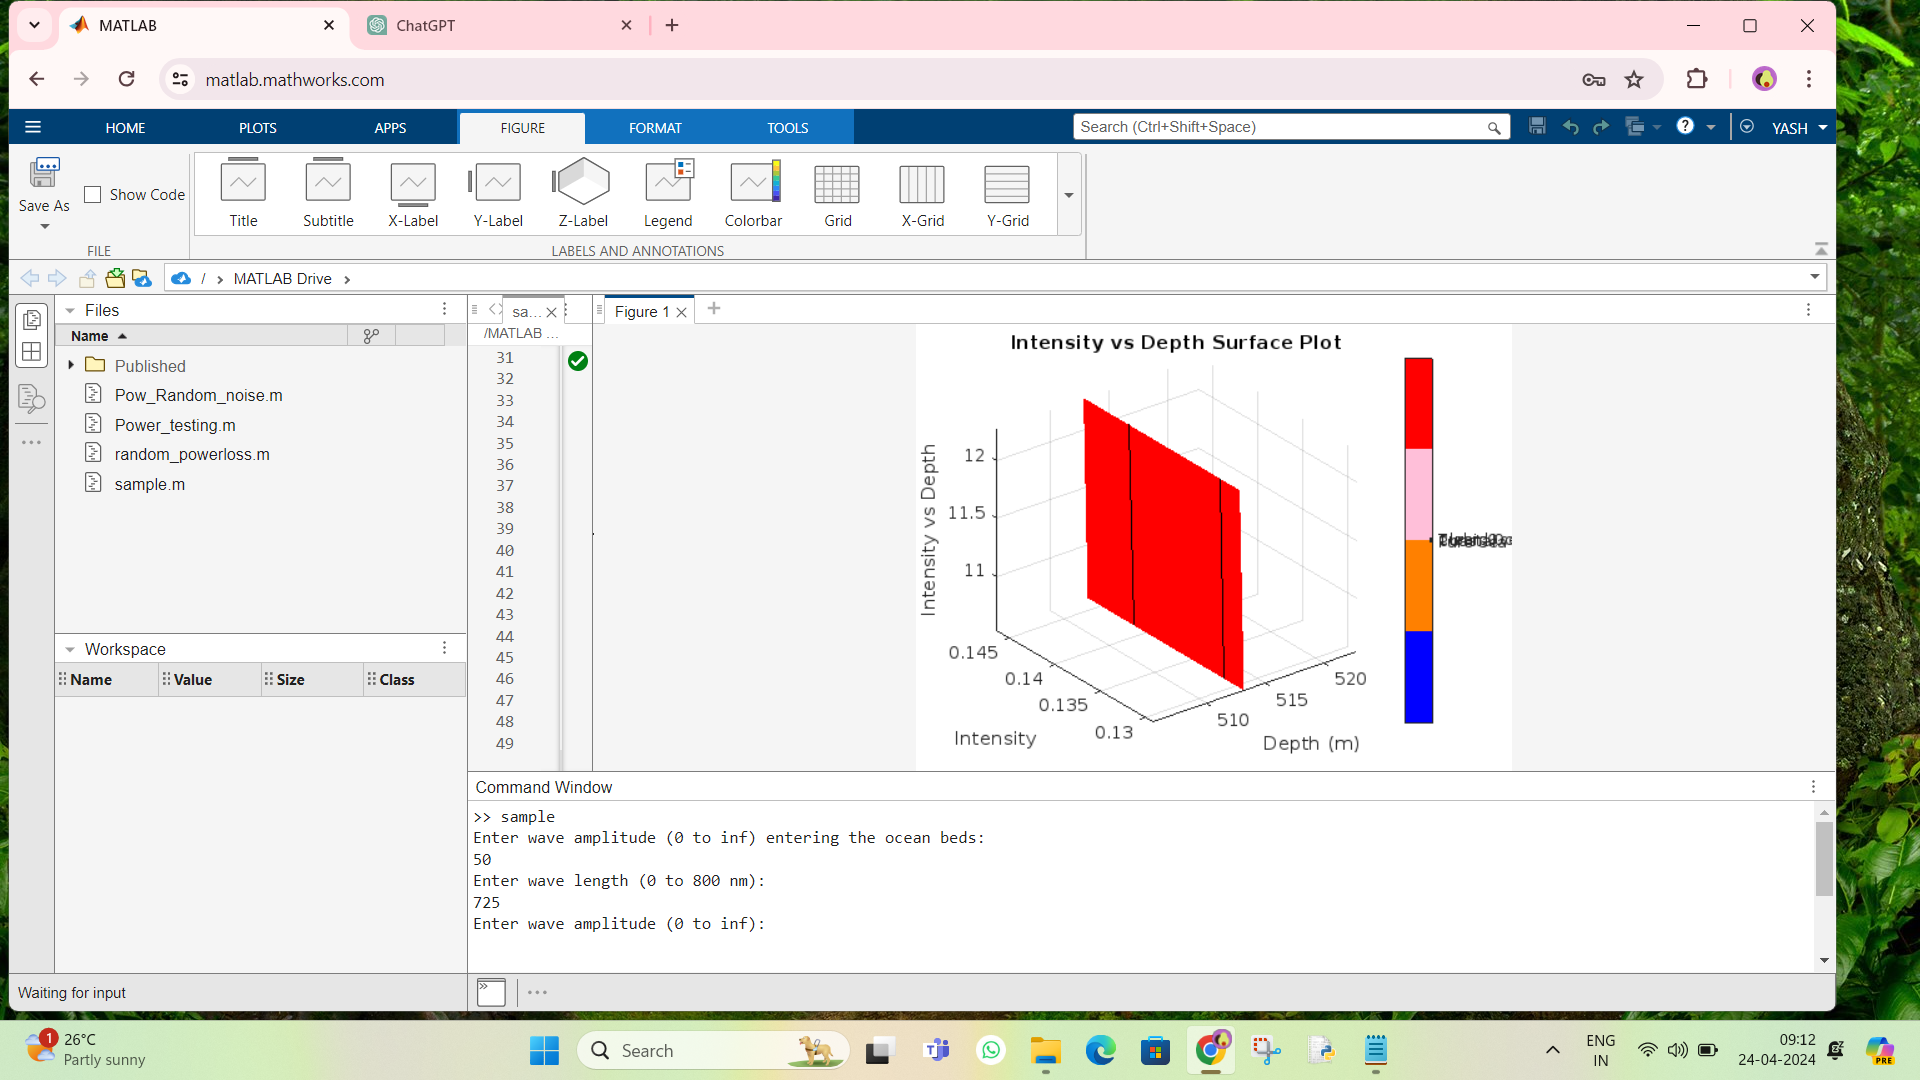 MATLAB
ChatGPT
matlab.mathworks.com
HOME
PLOTS
APPS
FIGURE
FORMAT
TOOLS
Search (Ctrl+Shift+Space)
YASH
Save As
Show Code
Title
Subtitle
X-Label
Y-Label
Z-Label
Legend
Colorbar
Grid
X-Grid
Y-Grid
FILE
LABELS AND ANNOTATIONS
/ MATLAB Drive
Files
Name
Published
Pow_Random_noise.m
Power_testing.m
random_powerloss.m
sample.m
Workspace
Name Value Size Class
sa...
/MATLAB ...
31
32
33
34
35
36
37
38
39
40
41
42
43
44
45
46
47
48
49
Figure 1
Intensity vs Depth Surface Plot
Intensity vs Depth
12
11.5
11
0.145
0.14
0.135
0.13
Intensity
510
515
520
Depth (m)
Command Window
>> sample
Enter wave amplitude (0 to inf) entering the ocean beds:
50
Enter wave length (0 to 800 nm):
725
Enter wave amplitude (0 to inf):
Waiting for input
1
26°C
Partly sunny
Search
ENG
IN
09:12
24-04-2024
PRE